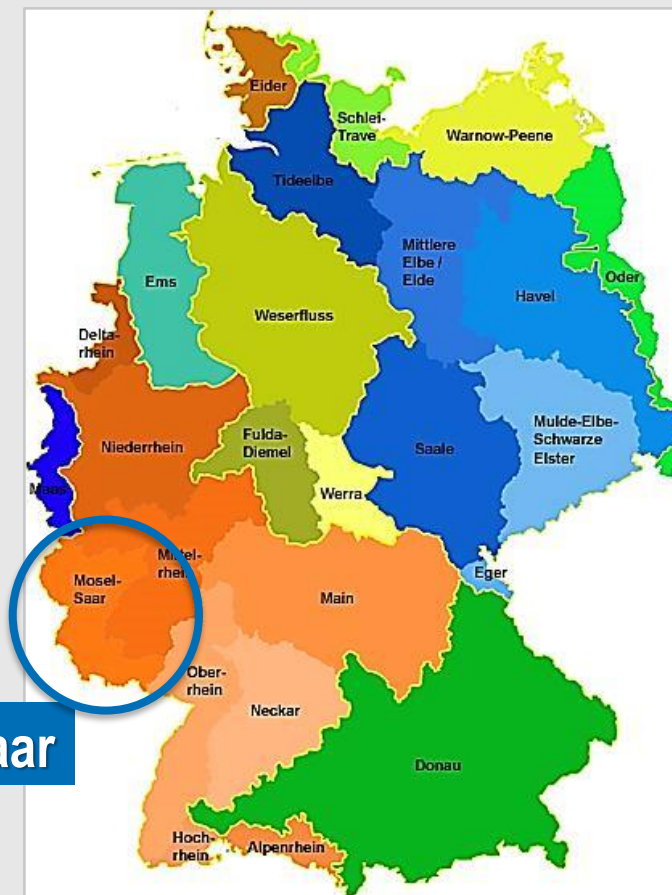 Eider
Schlei-
Trave
Warnow-Peene
Tideelbe
Mittlere
Elbe /
Elde
Oder
Ems
Havel
Weserfluss
Delta-
rhein
Niederrhein
Fulda-
Diemel
Saale
Mulde-Elbe-
Schwarze
Elster
Maas
Werra
Mittel-
rhein
Eger
Mosel-
Saar
Main
Ober-
rhein
Neckar
aar
Donau
Hoch-
rhein
Alpenrhein